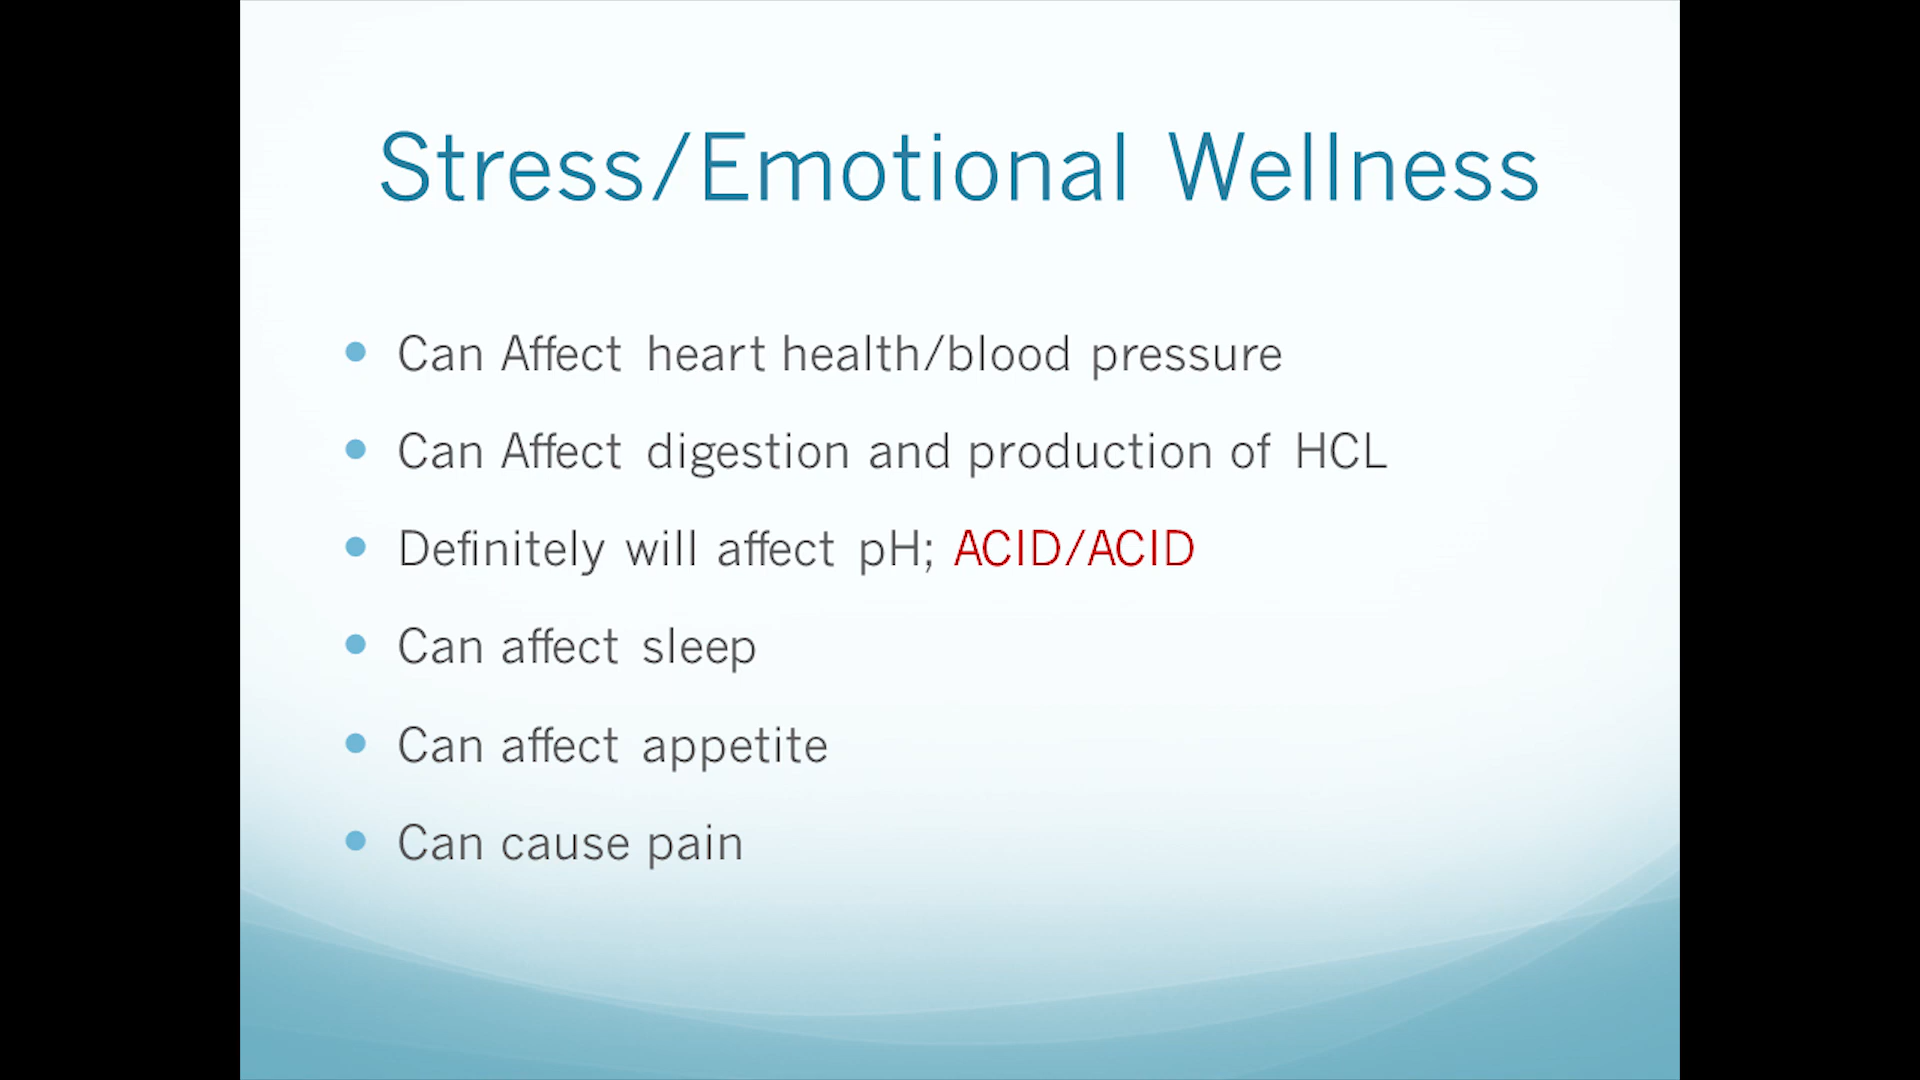 Stress/Emotional Wellness
Can Affect heart health/blood pressure
Can Affect digestion and production of HCL
Definitely will affect pH; ACID/ACID
Can affect sleep
Can affect appetite
Can cause pain